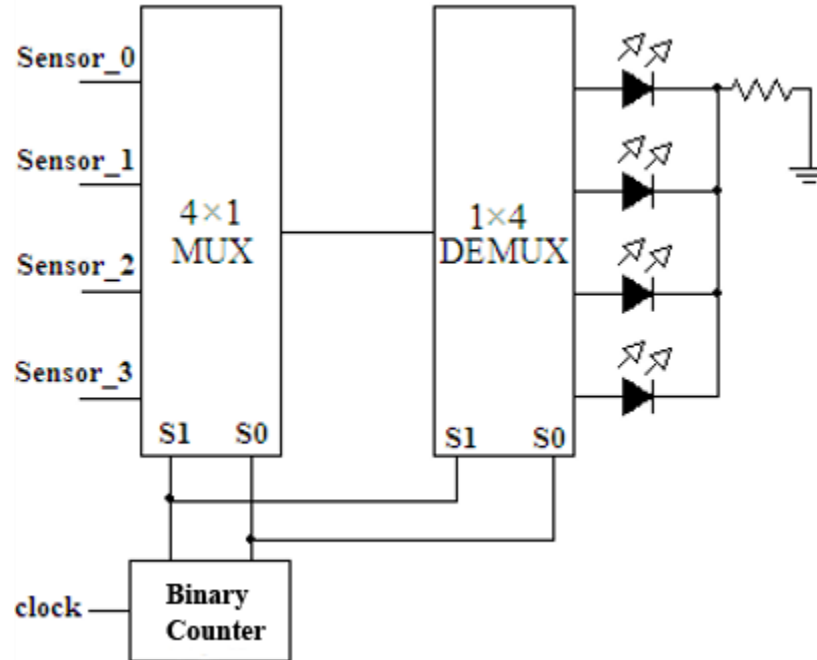 Sensor_0
Sensor_1
Sensor_2
Sensor_3
4×1
MUX
S1 S0
1×4
DEMUX
S1 S0
clock
Binary
Counter